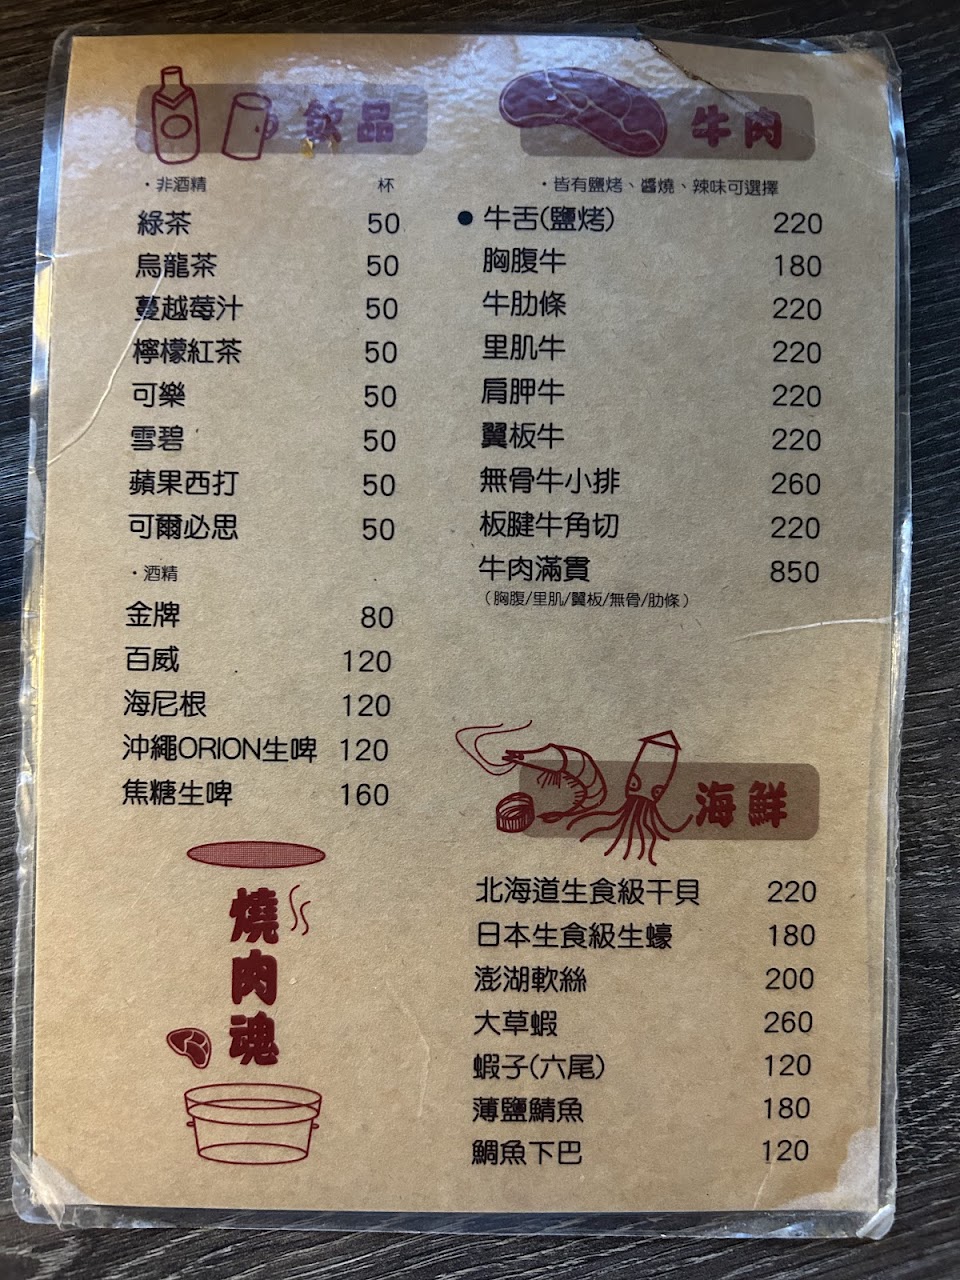 飲品
・非酒精 杯
綠茶 50
烏龍茶 50
蔓越莓汁 50
檸檬紅茶 50
可樂 50
雪碧 50
蘋果西打 50
可爾必思 50
・酒精
金牌 80
百威 120
海尼根 120
沖繩ORION生啤 120
焦糖生啤 160
燒肉魂
牛肉
・皆有鹽烤、醬燒、辣味可選擇
●牛舌(鹽烤) 220
胸腹牛 180
牛肋條 220
里肌牛 220
肩胛牛 220
翼板牛 220
無骨牛小排 260
板腱牛角切 220
牛肉滿貫 850
（胸腹/里肌/翼板/無骨/肋條）
海鮮
北海道生食級干貝 220
日本生食級生蠔 180
澎湖軟絲 200
大草蝦 260
蝦子(六尾) 120
薄鹽鯖魚 180
鯛魚下巴 120